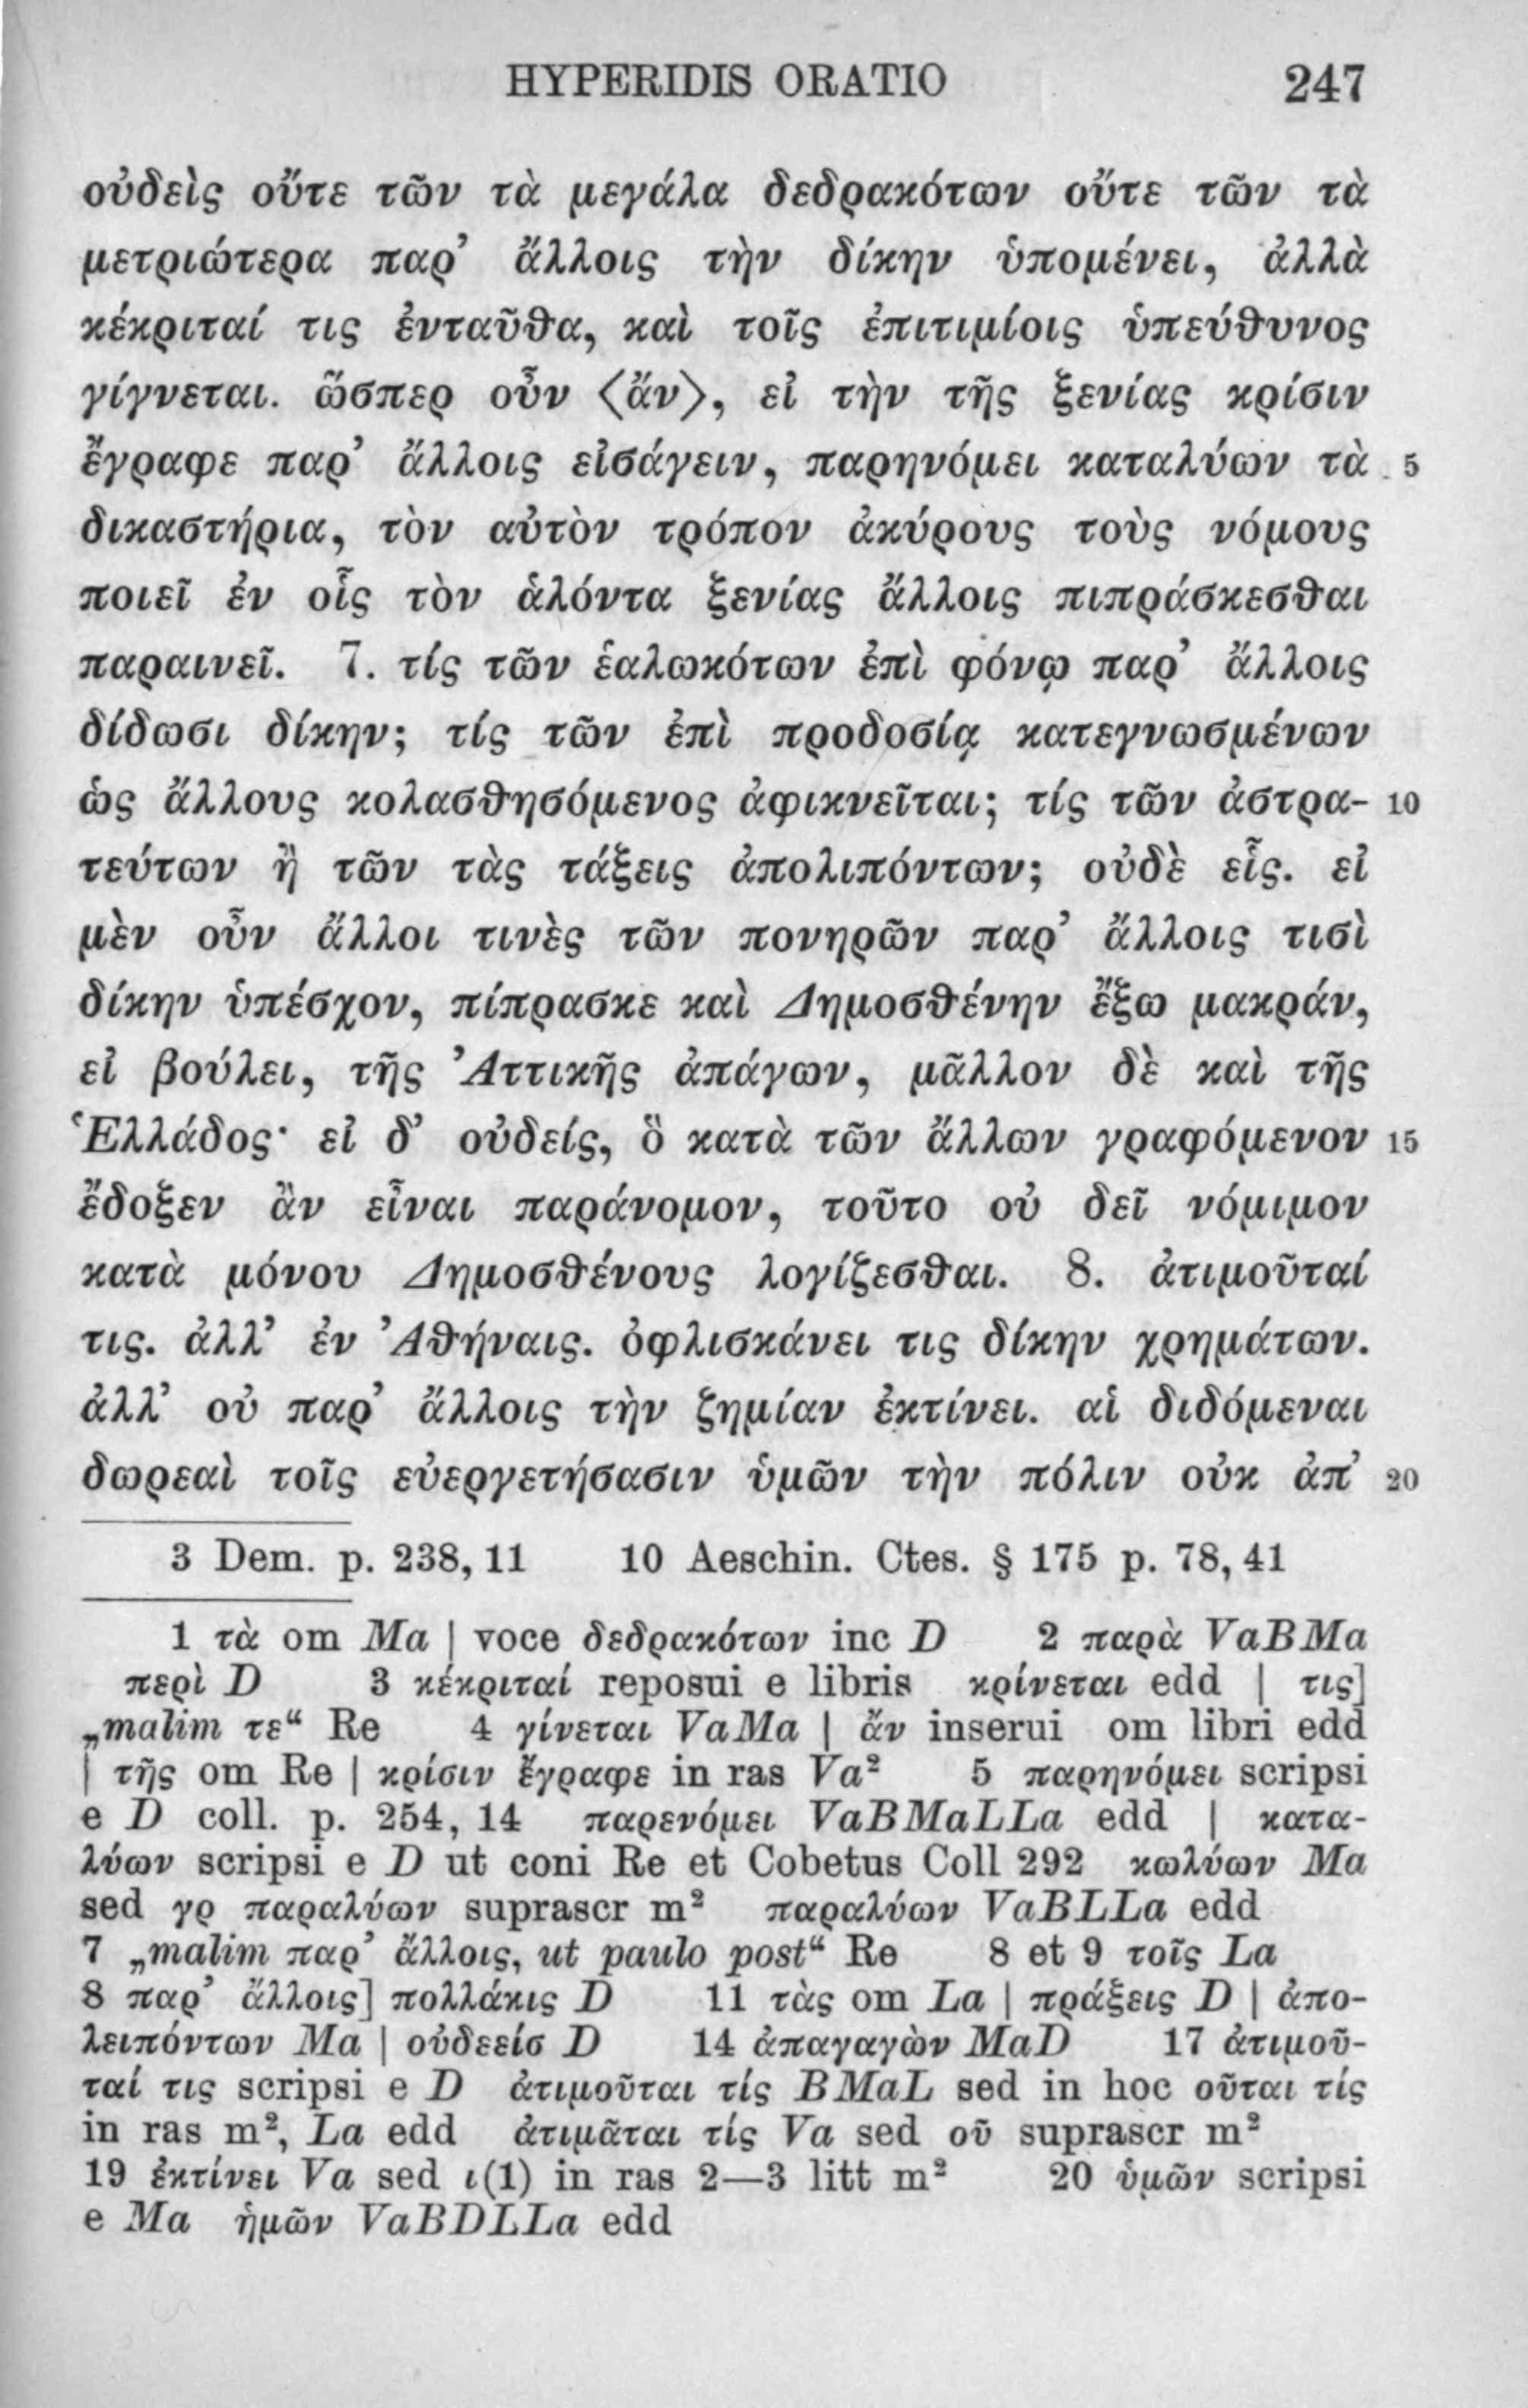 HYPERIDIS ORATIO 247
οὐδεὶς οὔτε τῶν τὰ μεγάλα δεδρακότων οὔτε τῶν τὰ
μετριώτερα παρ’ ἄλλοις τὴν δίκην ὑπομένει, ἀλλὰ
κέκριταί τις ἐνταῦθα, καὶ τοῖς ἐπιτιμίοις ὑπεύθυνος
γίγνεται. ὥσπερ οὖν ⟨ἄν⟩, εἰ τὴν τῆς ξενίας κρίσιν
ἔγραφε παρ’ ἄλλοις εἰσάγειν, παρηνόμει καταλύων τὰ 5
δικαστήρια, τὸν αὐτὸν τρόπον ἀκύρους τοὺς νόμους
ποιεῖ ἐν οἷς τὸν ἁλόντα ξενίας ἄλλοις πιπράσκεσθαι
παραινεῖ. 7. τίς τῶν ἑαλωκότων ἐπὶ φόνῳ παρ’ ἄλλοις
δίδωσι δίκην; τίς τῶν ἐπὶ προδοσίᾳ κατεγνωσμένων
ὡς ἄλλους κολασθησόμενος ἀφικνεῖται; τίς τῶν ἀστρα- 10
τεύτων ἢ τῶν τὰς τάξεις ἀπολιπόντων; οὐδὲ εἷς. εἰ
μὲν οὖν ἄλλοι τινὲς τῶν πονηρῶν παρ’ ἄλλοις τισὶ
δίκην ὑπέσχον, πίπρασκε καὶ Δημοσθένην ἔξω μακράν,
εἰ βούλει, τῆς Ἀττικῆς ἀπάγων, μᾶλλον δὲ καὶ τῆς
Ἑλλάδος· εἰ δ’ οὐδείς, ὃ κατὰ τῶν ἄλλων γραφόμενον 15
ἔδοξεν ἂν εἶναι παράνομον, τοῦτο οὐ δεῖ νόμιμον
κατὰ μόνου Δημοσθένους λογίζεσθαι. 8. ἀτιμοῦταί
τις. ἀλλ’ ἐν Ἀθήναις. ὀφλισκάνει τις δίκην χρημάτων.
ἀλλ’ οὐ παρ’ ἄλλοις τὴν ζημίαν ἐκτίνει. αἱ διδόμεναι
δωρεαὶ τοῖς εὐεργετήσασιν ὑμῶν τὴν πόλιν οὐκ ἀπ’ 20
3 Dem. p. 238, 11 10 Aeschin. Ctes. § 175 p. 78, 41
1 τὰ om Ma | voce δεδρακότων inc D 2 παρὰ VaBMa
περὶ D 3 κέκριταί reposui e libris κρίνεται edd | τις]
„malim τε“ Re 4 γίνεται VaMa | ἄν inserui om libri edd
| τῆς om Re | κρίσιν ἔγραφε in ras Va² 5 παρηνόμει scripsi
e D coll. p. 254, 14 παρενόμει VaBMaLLa edd | κατα-
λύων scripsi e D ut coni Re et Cobetus Coll 292 κωλύων Ma
sed γρ παραλύων suprascr m² παραλύων VaBLLa edd
7 „malim παρ’ ἄλλοις, ut paulo post“ Re 8 et 9 τοῖς La
8 παρ’ ἄλλοις] πολλάκις D 11 τὰς om La | πράξεις D | ἀπο-
λειπόντων Ma | οὐδεείσ D 14 ἀπαγαγὼν MaD 17 ἀτιμοῦ-
ταί τις scripsi e D ἀτιμοῦται τίς BMaL sed in hoc οῦται τίς
in ras m², La edd ἀτιμᾶται τίς Va sed οῦ suprascr m²
19 ἐκτίνει Va sed ι(1) in ras 2—3 litt m² 20 ὑμῶν scripsi
e Ma ἡμῶν VaBDLLa edd